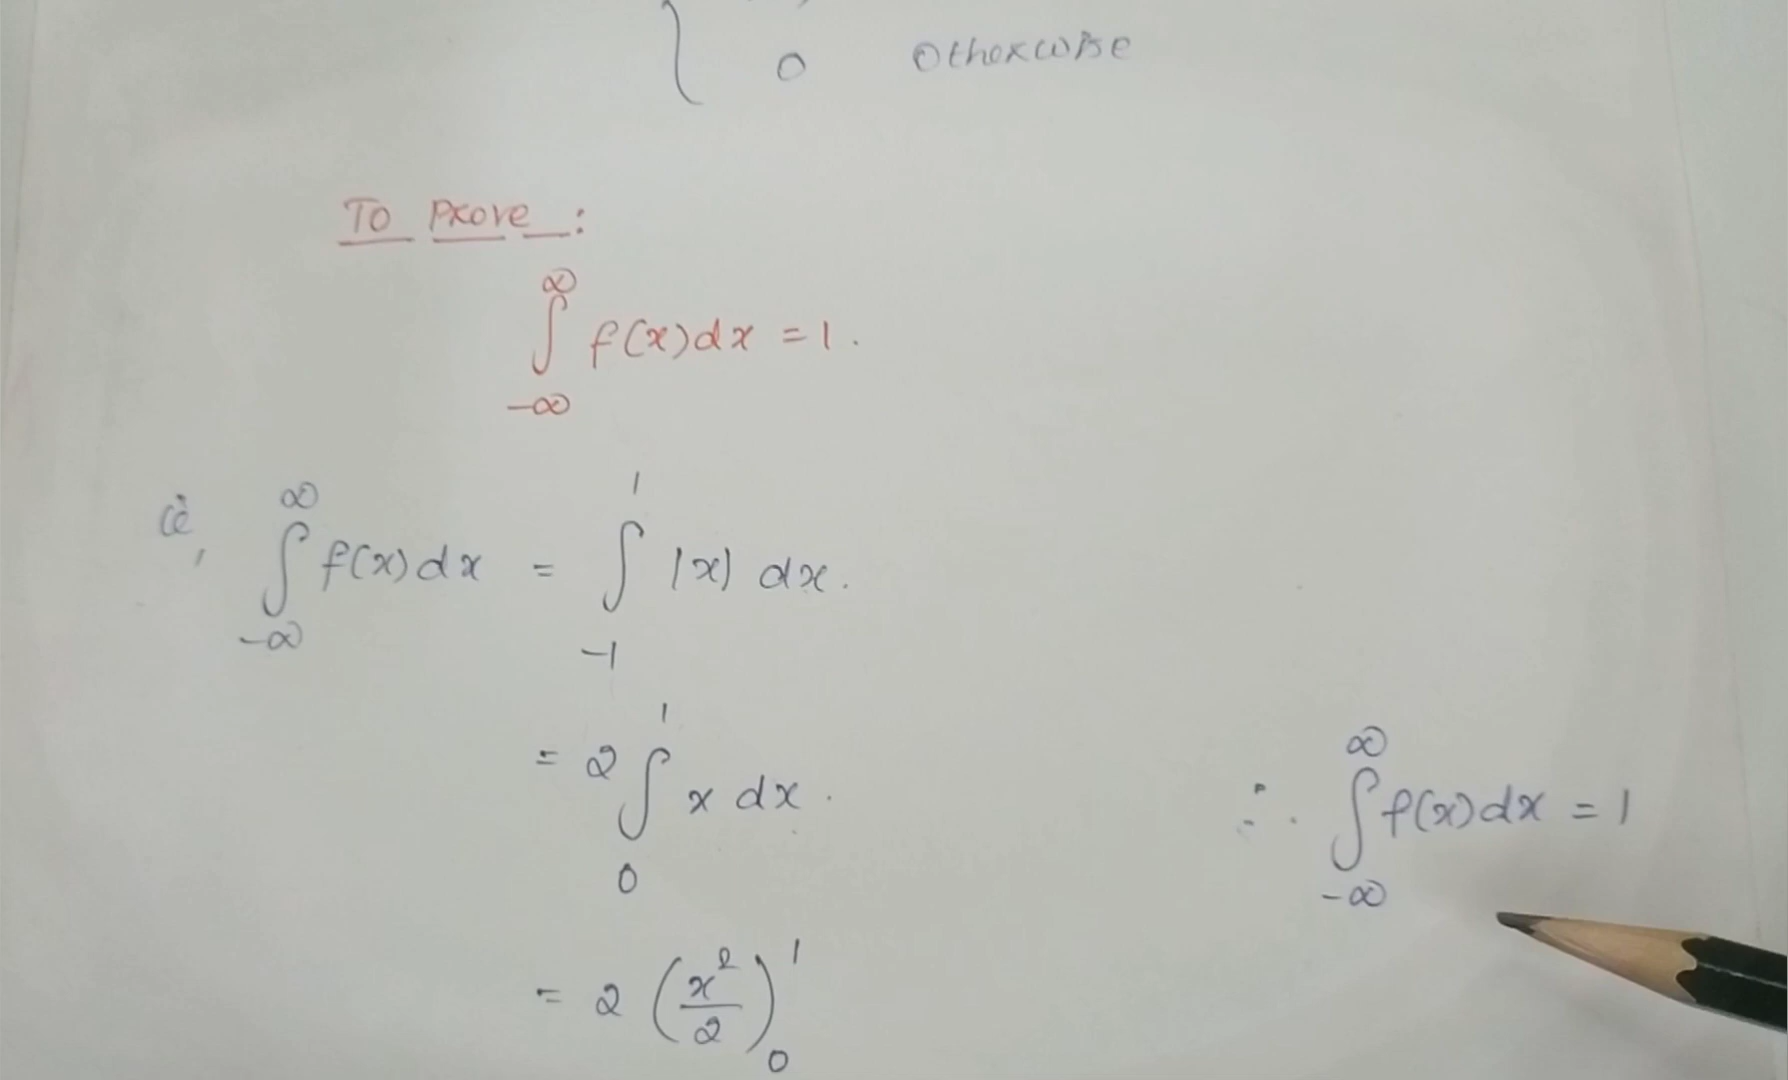 { 0 Otherwise
To Prove :
∞
∫ f(x)dx = 1.
-∞
ie, ∞ 1
∫ f(x)dx = ∫ |x| dx.
-∞ -1
1
= 2 ∫ x dx.
0
= 2 (x²/2) 1 0
∞
∴ ∫ f(x)dx = 1
-∞